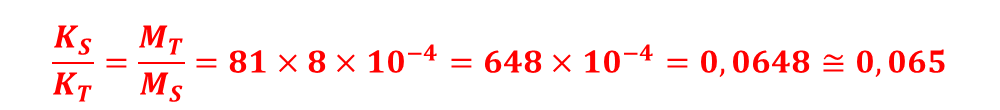 K_S/K_T = M_T/M_S = 81 × 8 × 10⁻⁴ = 648 × 10⁻⁴ = 0,0648 ≅ 0,065